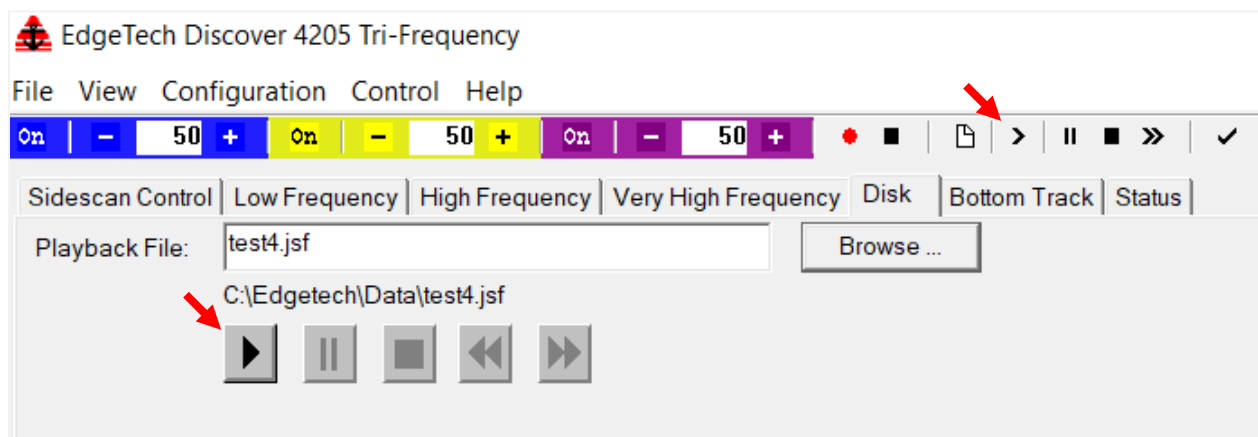 EdgeTech Discover 4205 Tri-Frequency
File View Configuration Control Help
On - 50 + On - 50 + On - 50 +
Sidescan Control Low Frequency High Frequency Very High Frequency Disk Bottom Track Status
Playback File: test4.jsf Browse ...
C:\Edgetech\Data\test4.jsf